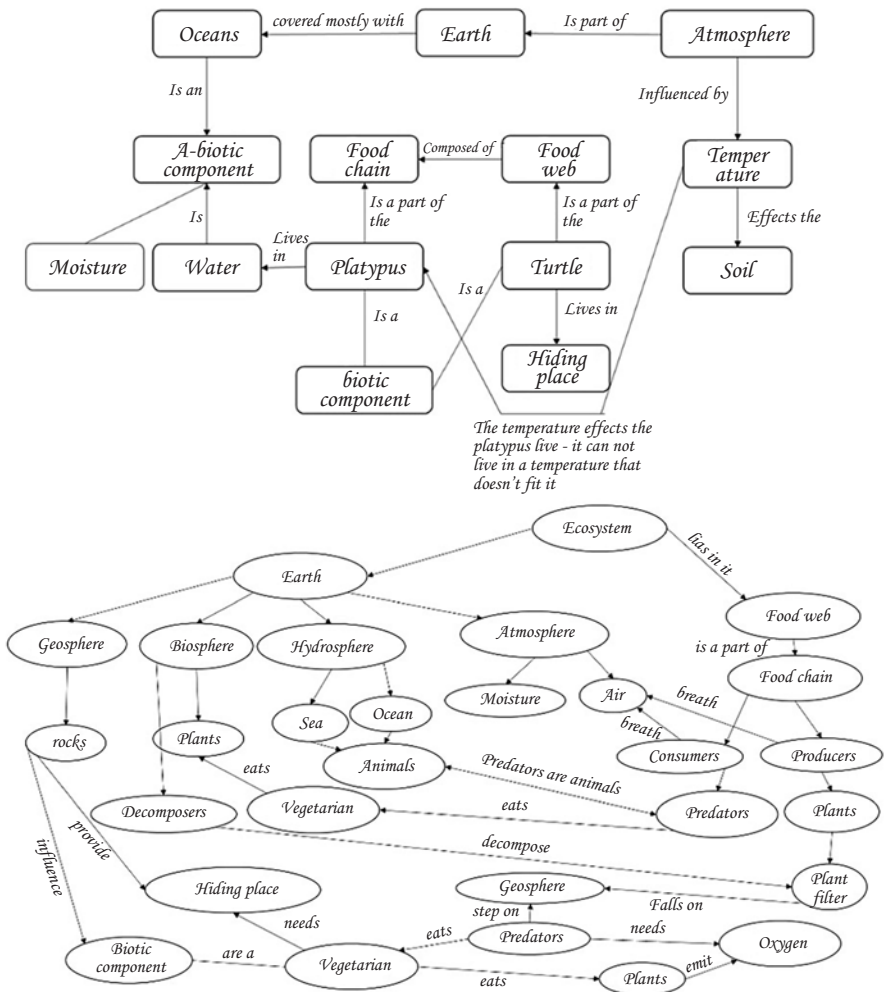 Oceans
covered mostly with
Earth
Is part of
Atmosphere
Is an
Influenced by
A-biotic
component
Food
chain
Composed of
Food
web
Temper
ature
Is
Is a part of
the
Is a part of
the
Effects the
Moisture
Water
Lives
in
Platypus
Turtle
Soil
Is a
Is a
Lives in
biotic
component
Hiding
place
The temperature effects the
platypus live - it can not
live in a temperature that
doesn't fit it
Ecosystem
lias in it
Earth
Food web
is a part of
Geosphere
Biosphere
Hydrosphere
Atmosphere
Food chain
Moisture
Air
breath
Sea
Ocean
rocks
Plants
breath
Consumers
Producers
Animals
Predators are animals
eats
Decomposers
Vegetarian
eats
Predators
Plants
influence
provide
decompose
Hiding place
Geosphere
Plant
filter
step on
Falls on
needs
eats
Predators
needs
Oxygen
Biotic
component
are a
Vegetarian
eats
Plants
emit